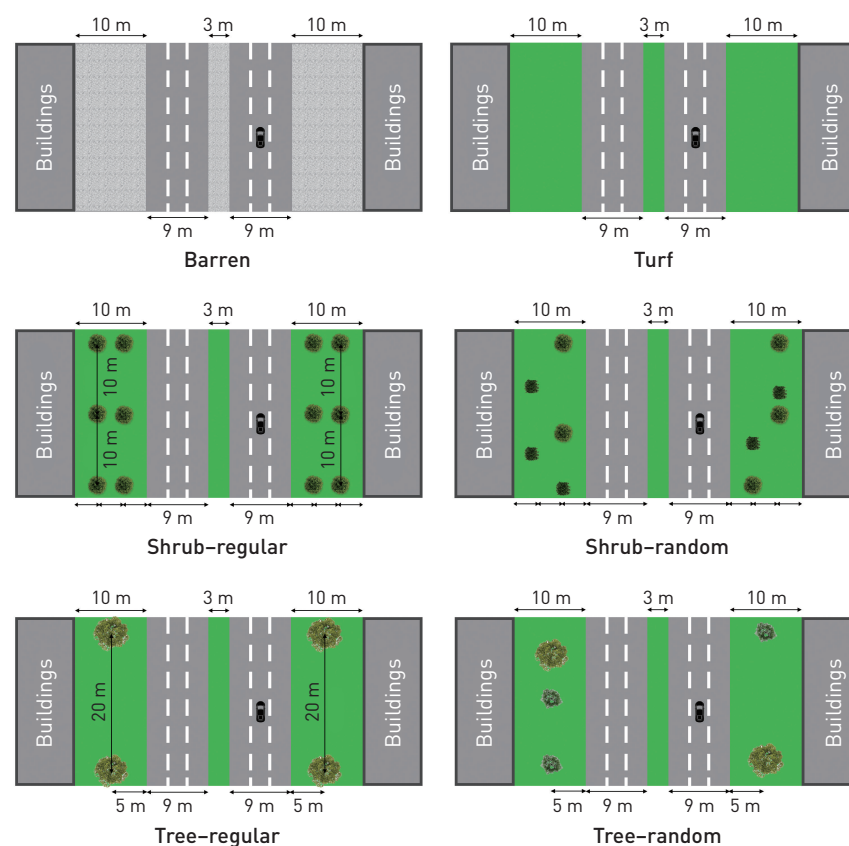 10 m 3 m 10 m
Buildings Buildings
9 m 9 m
Barren
10 m 3 m 10 m
Buildings Buildings
9 m 9 m
Turf
10 m 3 m 10 m
Buildings 10 m 10 m Buildings
10 m 10 m
9 m 9 m
Shrub–regular
10 m 3 m 10 m
Buildings Buildings
9 m 9 m
Shrub–random
10 m 3 m 10 m
Buildings 20 m 20 m Buildings
5 m 9 m 9 m 5 m
Tree–regular
10 m 3 m 10 m
Buildings Buildings
5 m 9 m 9 m 5 m
Tree–random